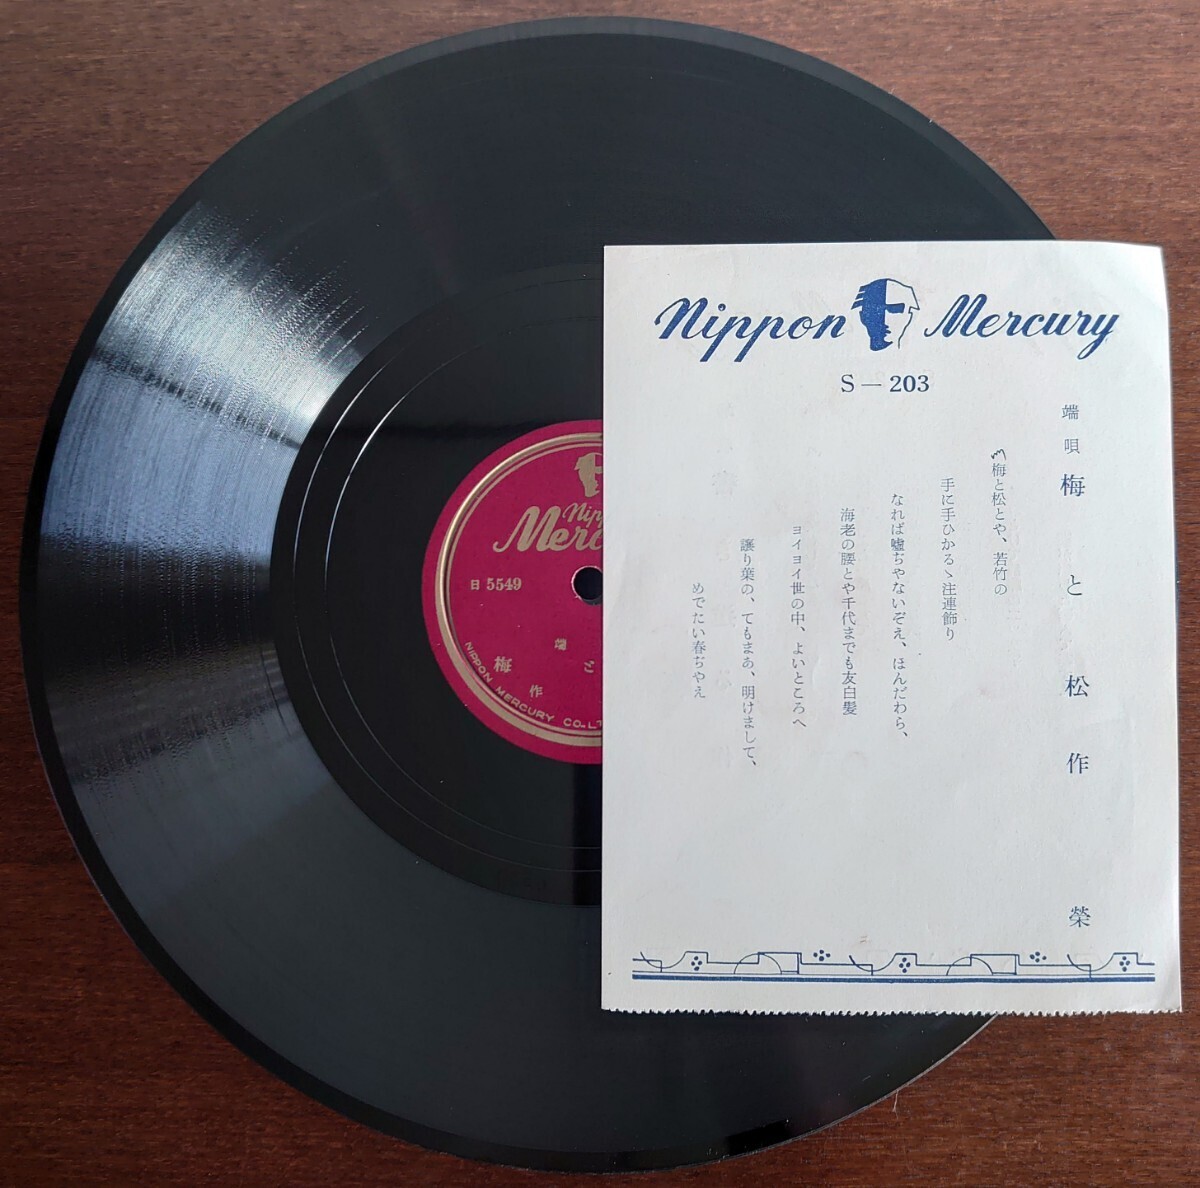 Nippon Mercury
S—203
端唄 梅と松 作榮
〽梅と松とや、若竹の
手に手ひかるゝ注連飾り
なれば嘘ぢやないぞえ、ほんだわら、
海老の腰とや千代までも友白髪
ヨイヨイ世の中、よいところへ
譲り葉の、てもまあ、明けまして、
めでたい春ぢやえ
日 5549
端
梅
作
NIPPON MERCURY CO.,LT